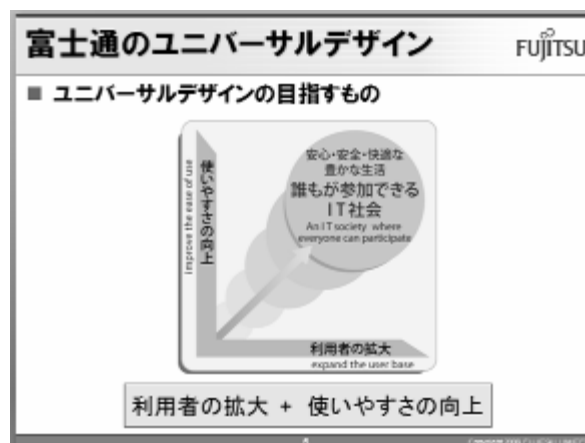 富士通のユニバーサルデザイン
FUJITSU
■ ユニバーサルデザインの目指すもの
使いやすさの向上
improve the ease of use
安心・安全・快適な
豊かな生活
誰もが参加できる
IT社会
An IT society where
everyone can participate
利用者の拡大
expand the user base
利用者の拡大 + 使いやすさの向上